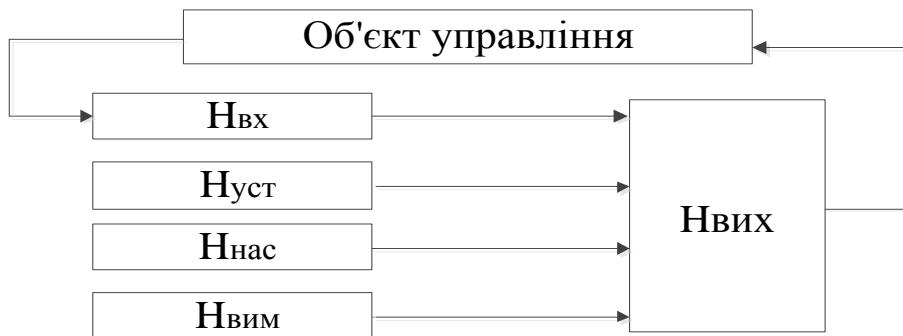 Об'єкт управління
Нвх
Нуст
Ннас
Нвим
Нвих